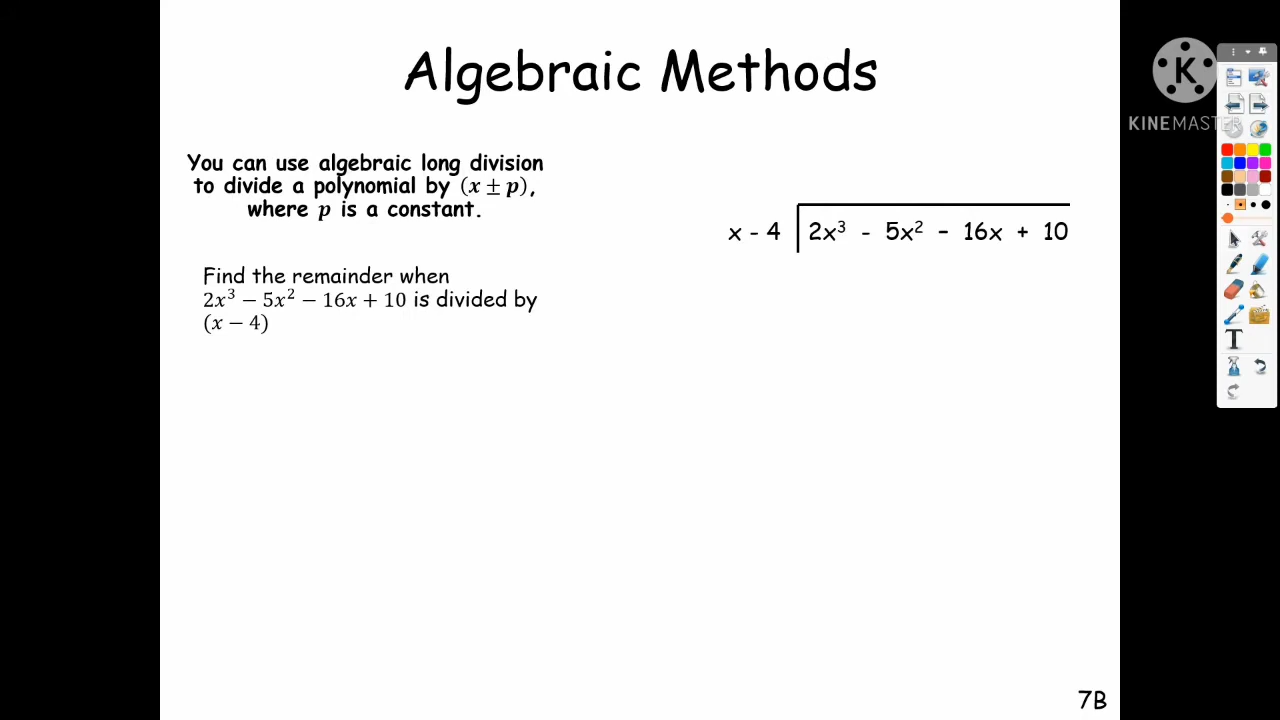 Algebraic Methods
K
KINEMASTER
You can use algebraic long division
to divide a polynomial by (x ± p),
where p is a constant.
x - 4 2x³ - 5x² - 16x + 10
Find the remainder when
2x³ − 5x² − 16x + 10 is divided by
(x − 4)
T
7B